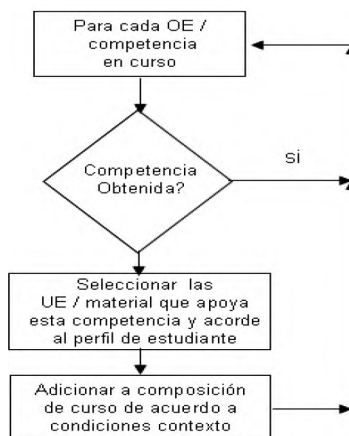 Para cada OE /
competencia
en curso
Competencia
Obtenida?
si
Seleccionar las
UE / material que apoya
esta competencia y acorde
al perfil de estudiante
Adicionar a composición
de curso de acuerdo a
condiciones contexto